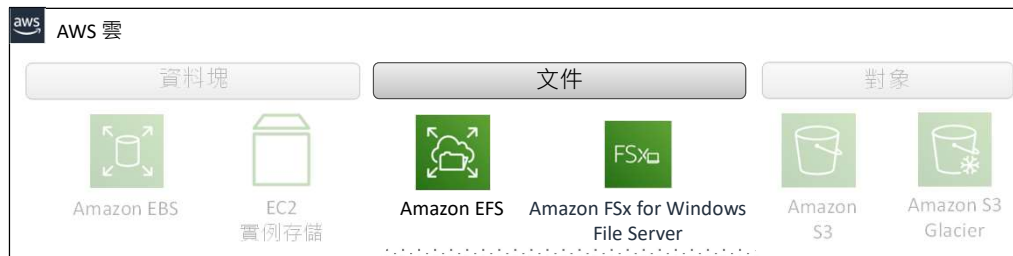 aws
AWS 雲
資料塊
文件
對象
Amazon EBS
EC2
實例存儲
Amazon EFS
FSx
Amazon FSx for Windows
File Server
Amazon
S3
Amazon S3
Glacier